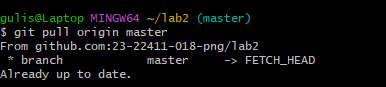 gulis@Laptop MINGW64 ~/lab2 (master)
$ git pull origin master
From github.com:23-22411-018-png/lab2
 * branch            master     -> FETCH_HEAD
Already up to date.